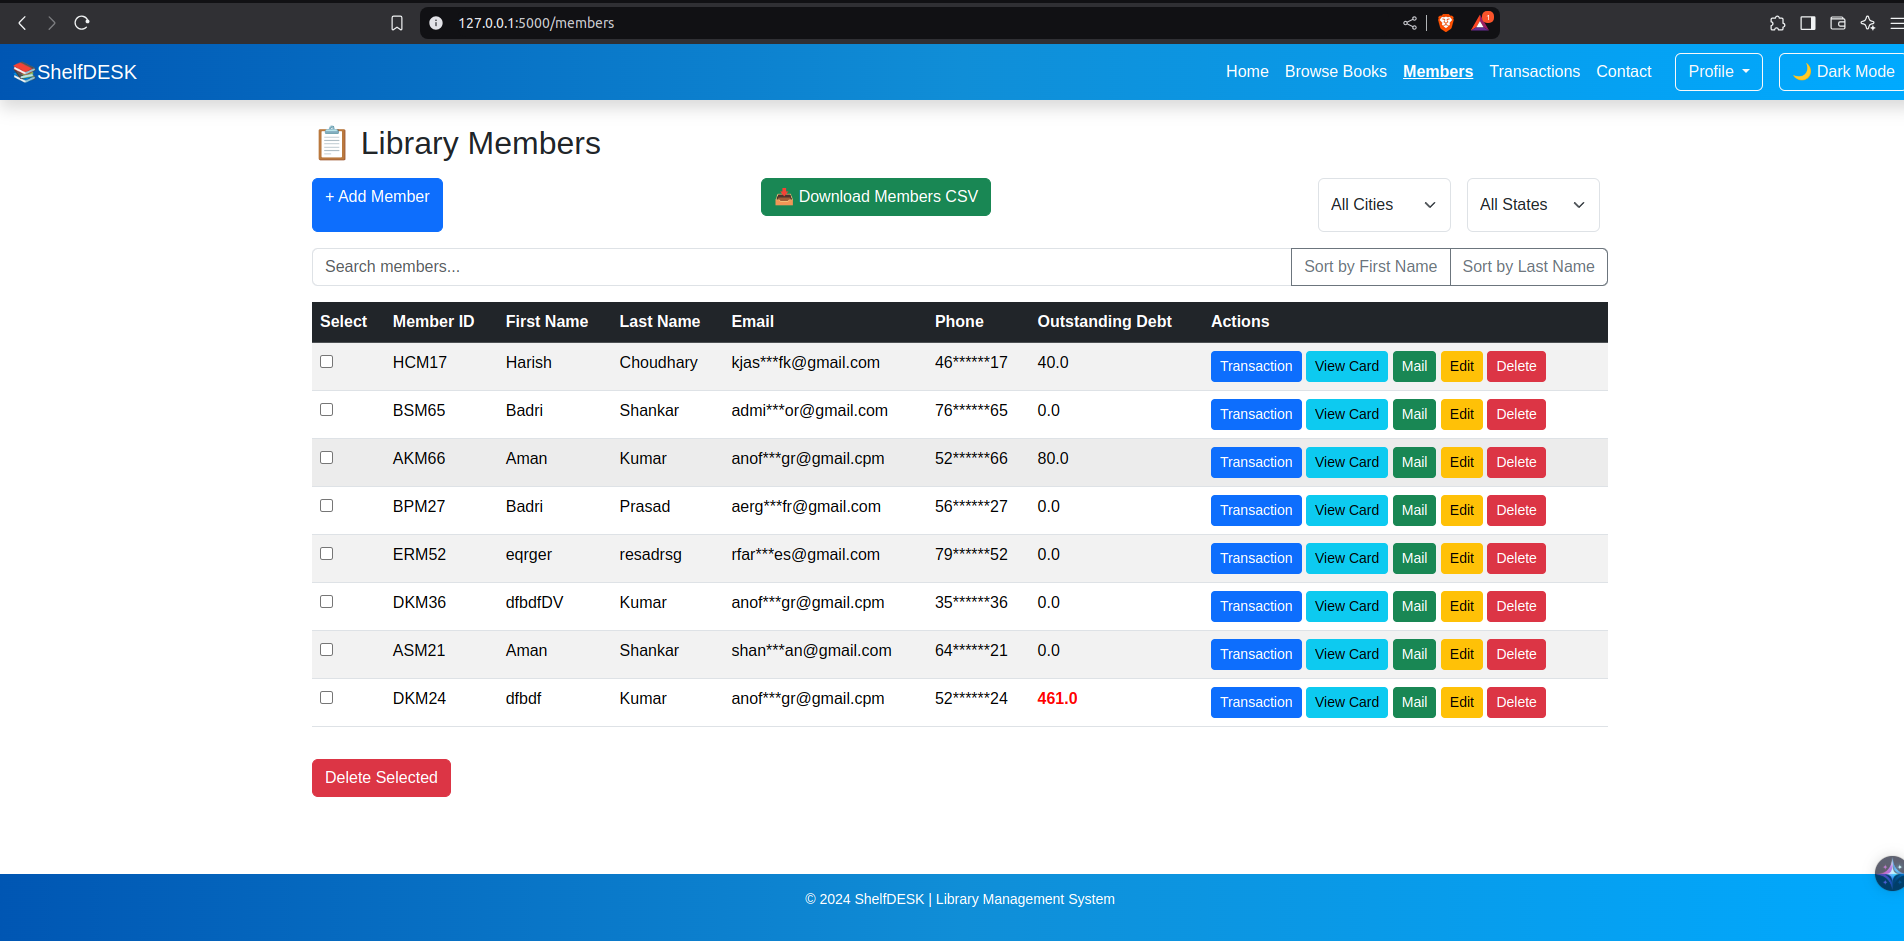 127.0.0.1:5000/members
1
📚ShelfDESK Home Browse Books Members Transactions Contact Profile 🌙 Dark Mode
📋 Library Members
+ Add Member 📥 Download Members CSV All Cities All States
Search members... Sort by First Name Sort by Last Name
Select Member ID First Name Last Name Email Phone Outstanding Debt Actions
HCM17 Harish Choudhary kjas***fk@gmail.com 46******17 40.0 Transaction View Card Mail Edit Delete
BSM65 Badri Shankar admi***or@gmail.com 76******65 0.0 Transaction View Card Mail Edit Delete
AKM66 Aman Kumar anof***gr@gmail.cpm 52******66 80.0 Transaction View Card Mail Edit Delete
BPM27 Badri Prasad aerg***fr@gmail.com 56******27 0.0 Transaction View Card Mail Edit Delete
ERM52 eqrger resadrsg rfar***es@gmail.com 79******52 0.0 Transaction View Card Mail Edit Delete
DKM36 dfbdfDV Kumar anof***gr@gmail.cpm 35******36 0.0 Transaction View Card Mail Edit Delete
ASM21 Aman Shankar shan***an@gmail.com 64******21 0.0 Transaction View Card Mail Edit Delete
DKM24 dfbdf Kumar anof***gr@gmail.cpm 52******24 461.0 Transaction View Card Mail Edit Delete
Delete Selected
© 2024 ShelfDESK | Library Management System